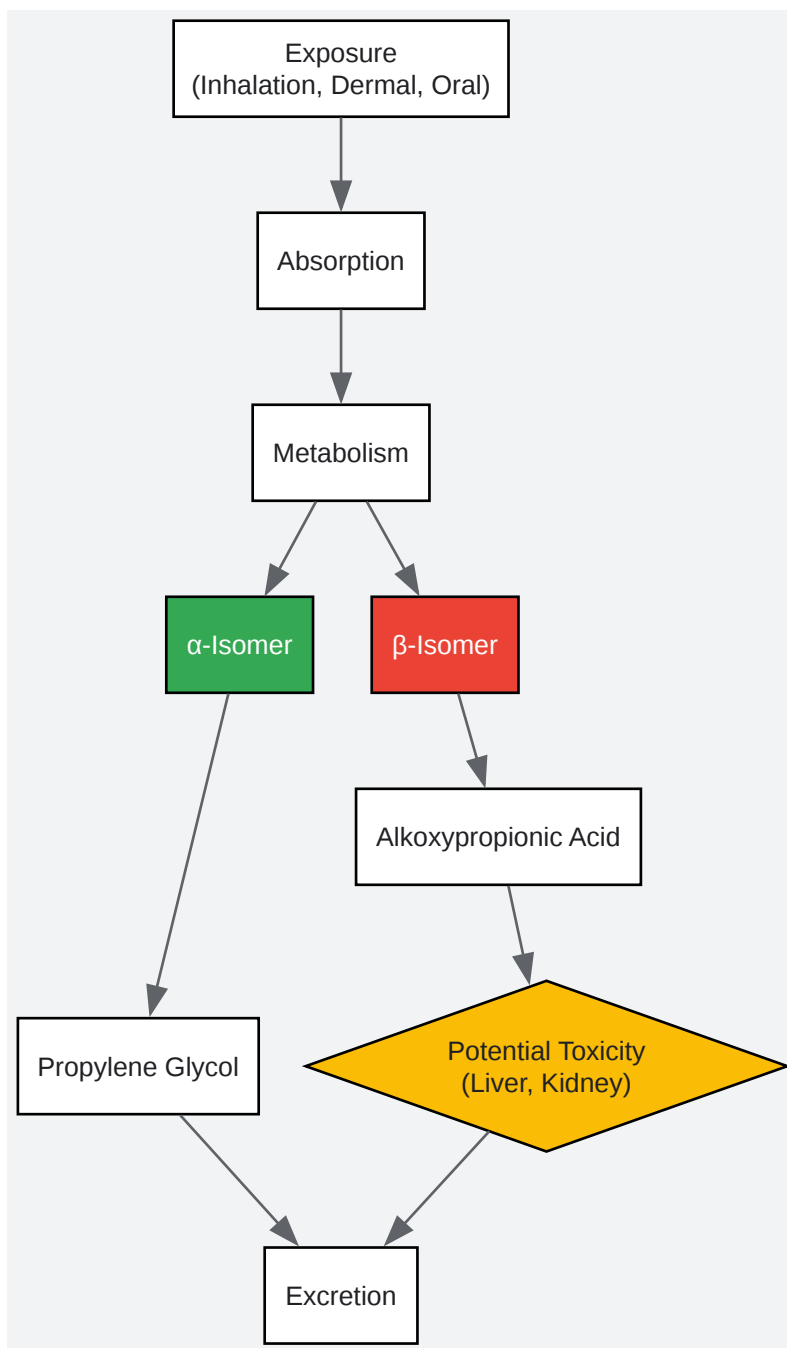 Exposure
(Inhalation, Dermal, Oral)
Absorption
Metabolism
α-Isomer
β-Isomer
Alkoxypropionic Acid
Propylene Glycol
Potential Toxicity
(Liver, Kidney)
Excretion